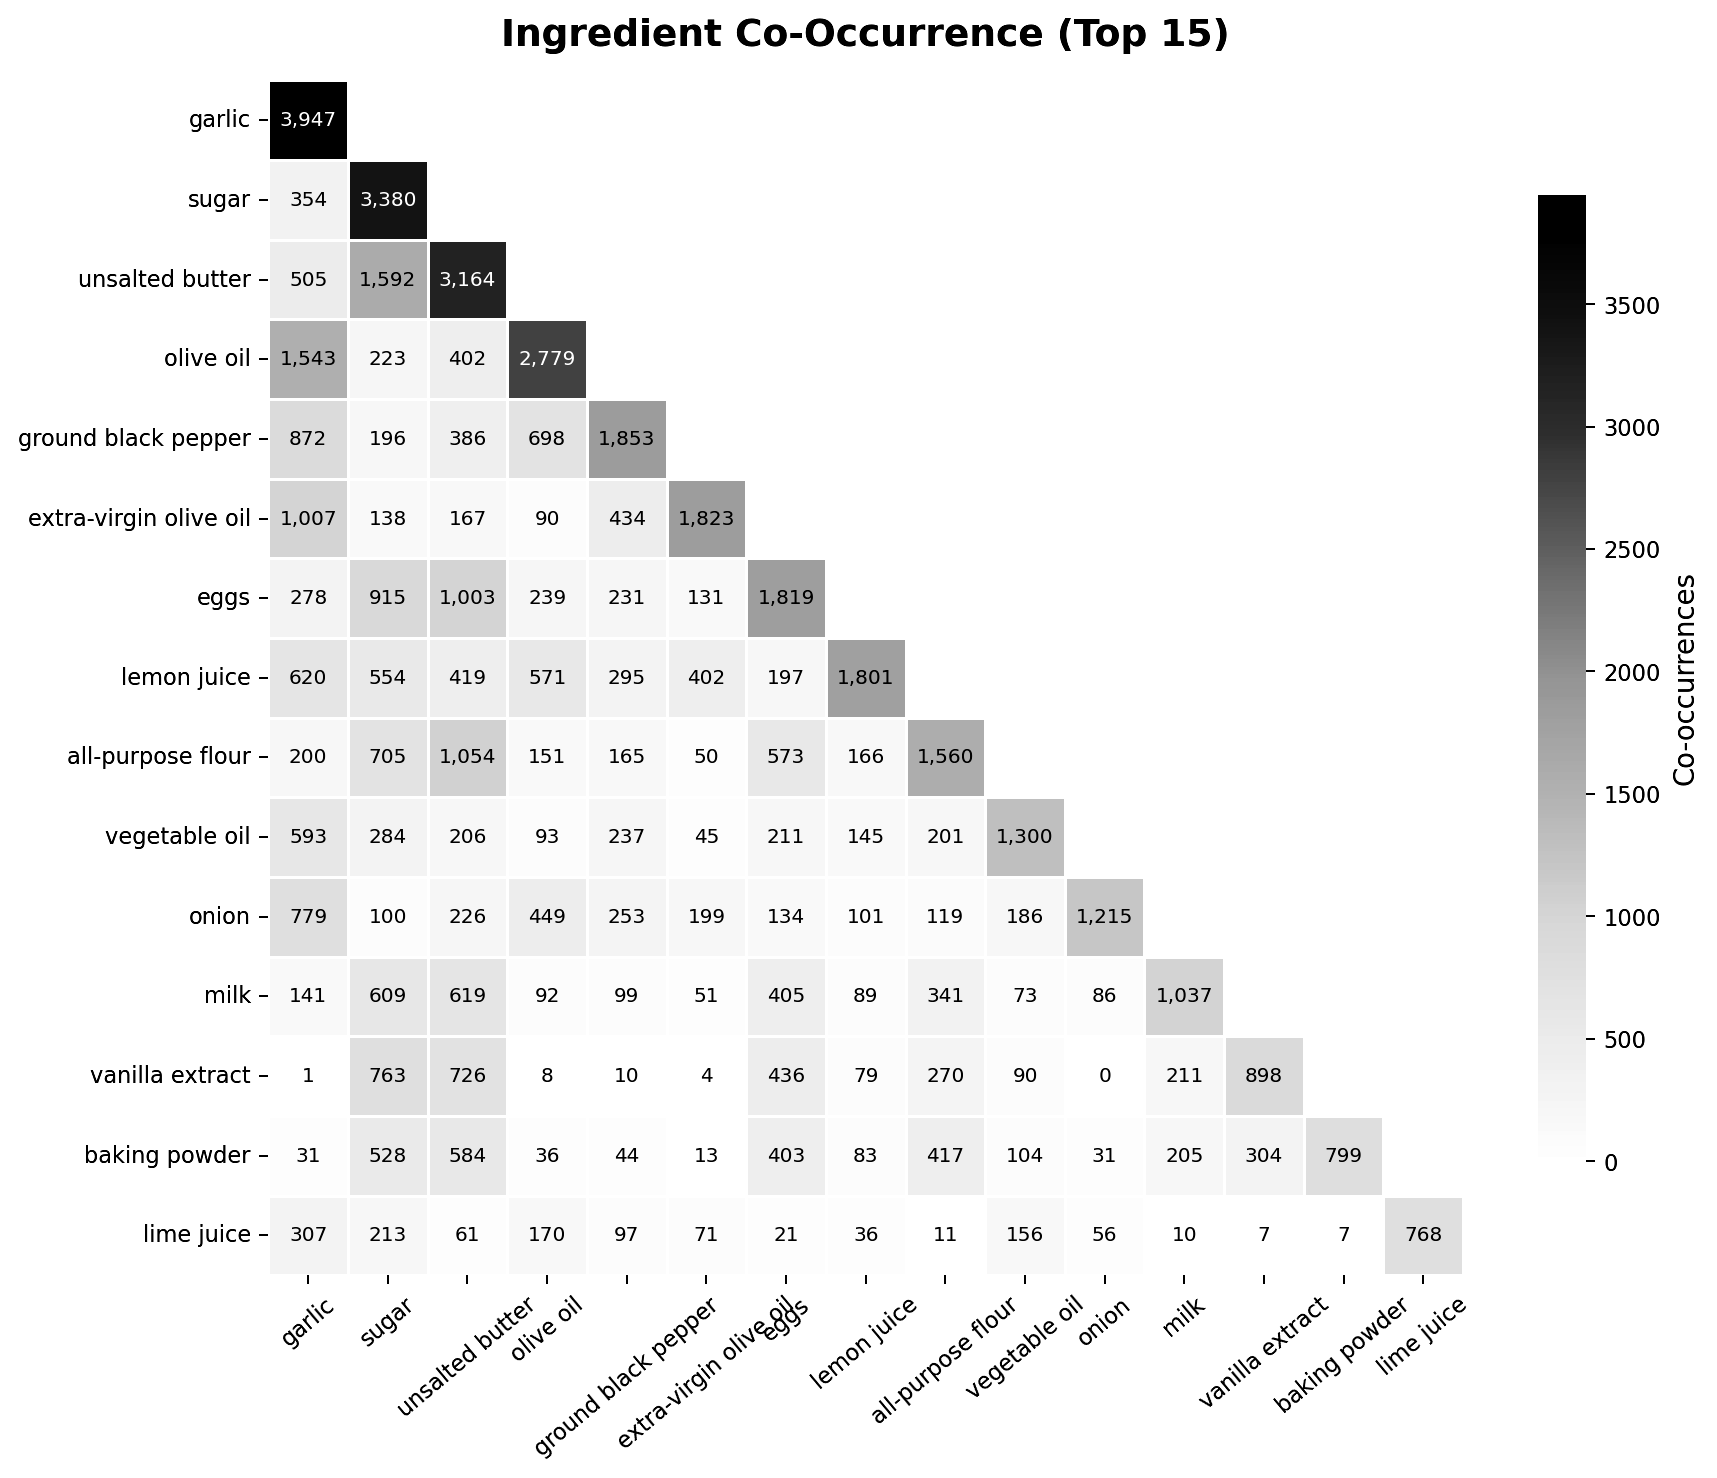 Ingredient Co-Occurrence (Top 15)
garlic 3,947
sugar 354 3,380
unsalted butter 505 1,592 3,164
olive oil 1,543 223 402 2,779
ground black pepper 872 196 386 698 1,853
extra-virgin olive oil 1,007 138 167 90 434 1,823
eggs 278 915 1,003 239 231 131 1,819
lemon juice 620 554 419 571 295 402 197 1,801
all-purpose flour 200 705 1,054 151 165 50 573 166 1,560
vegetable oil 593 284 206 93 237 45 211 145 201 1,300
onion 779 100 226 449 253 199 134 101 119 186 1,215
milk 141 609 619 92 99 51 405 89 341 73 86 1,037
vanilla extract 1 763 726 8 10 4 436 79 270 90 0 211 898
baking powder 31 528 584 36 44 13 403 83 417 104 31 205 304 799
lime juice 307 213 61 170 97 71 21 36 11 156 56 10 7 7 768
garlic
sugar
unsalted butter
olive oil
ground black pepper
extra-virgin olive oil
eggs
lemon juice
all-purpose flour
vegetable oil
onion
milk
vanilla extract
baking powder
lime juice
3500
3000
2500
2000
1500
1000
500
0
Co-occurrences